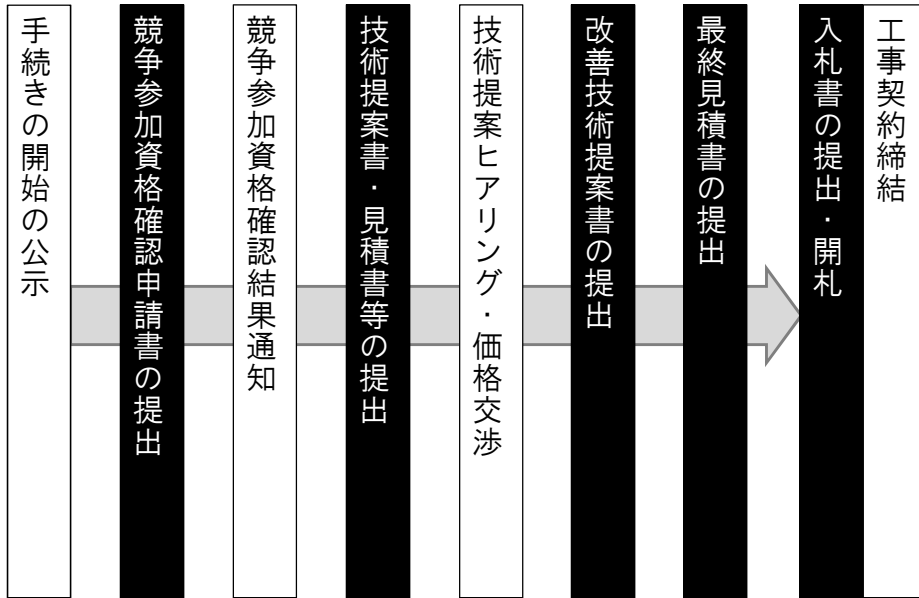 手続きの開始の公示
競争参加資格確認申請書の提出
競争参加資格確認結果通知
技術提案書・見積書等の提出
技術提案ヒアリング・価格交渉
改善技術提案書の提出
最終見積書の提出
入札書の提出・開札
工事契約締結